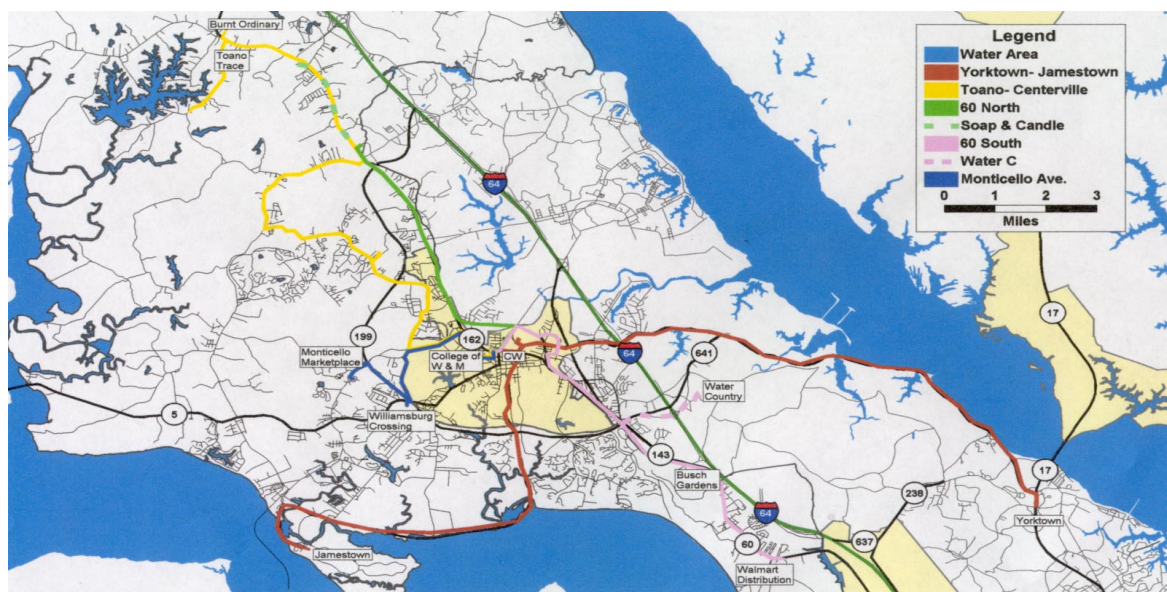 Burnt Ordinary
Toano
Trace
64
199
162
Monticello
Marketplace
College of
W & M
CW
64
641
5
Williamsburg
Crossing
Water
Country
143
Busch
Gardens
64
17
17
238
637
60
Walmart
Distribution
Yorktown
Jamestown
Legend
Water Area
Yorktown- Jamestown
Toano- Centerville
60 North
Soap & Candle
60 South
Water C
Monticello Ave.
0 1 2 3
Miles